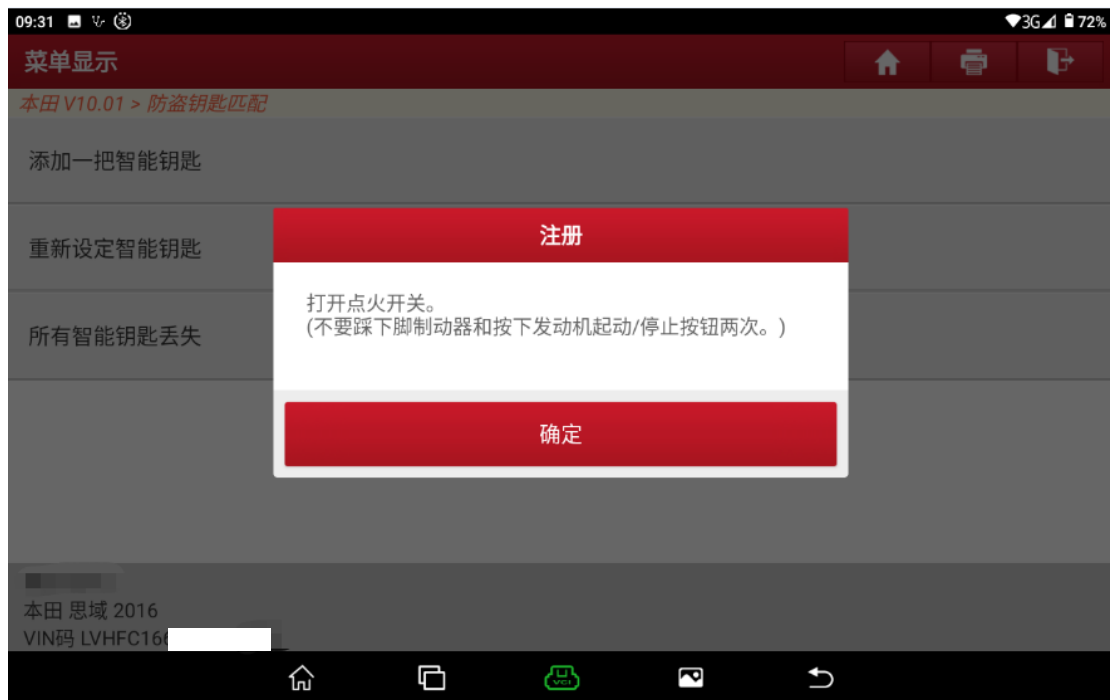 09:31
3G 72%
菜单显示
本田 V10.01 > 防盗钥匙匹配
添加一把智能钥匙
重新设定智能钥匙
所有智能钥匙丢失
注册
打开点火开关。
(不要踩下脚制动器和按下发动机起动/停止按钮两次。)
确定
本田 思域 2016
VIN码 LVHFC16
VCI